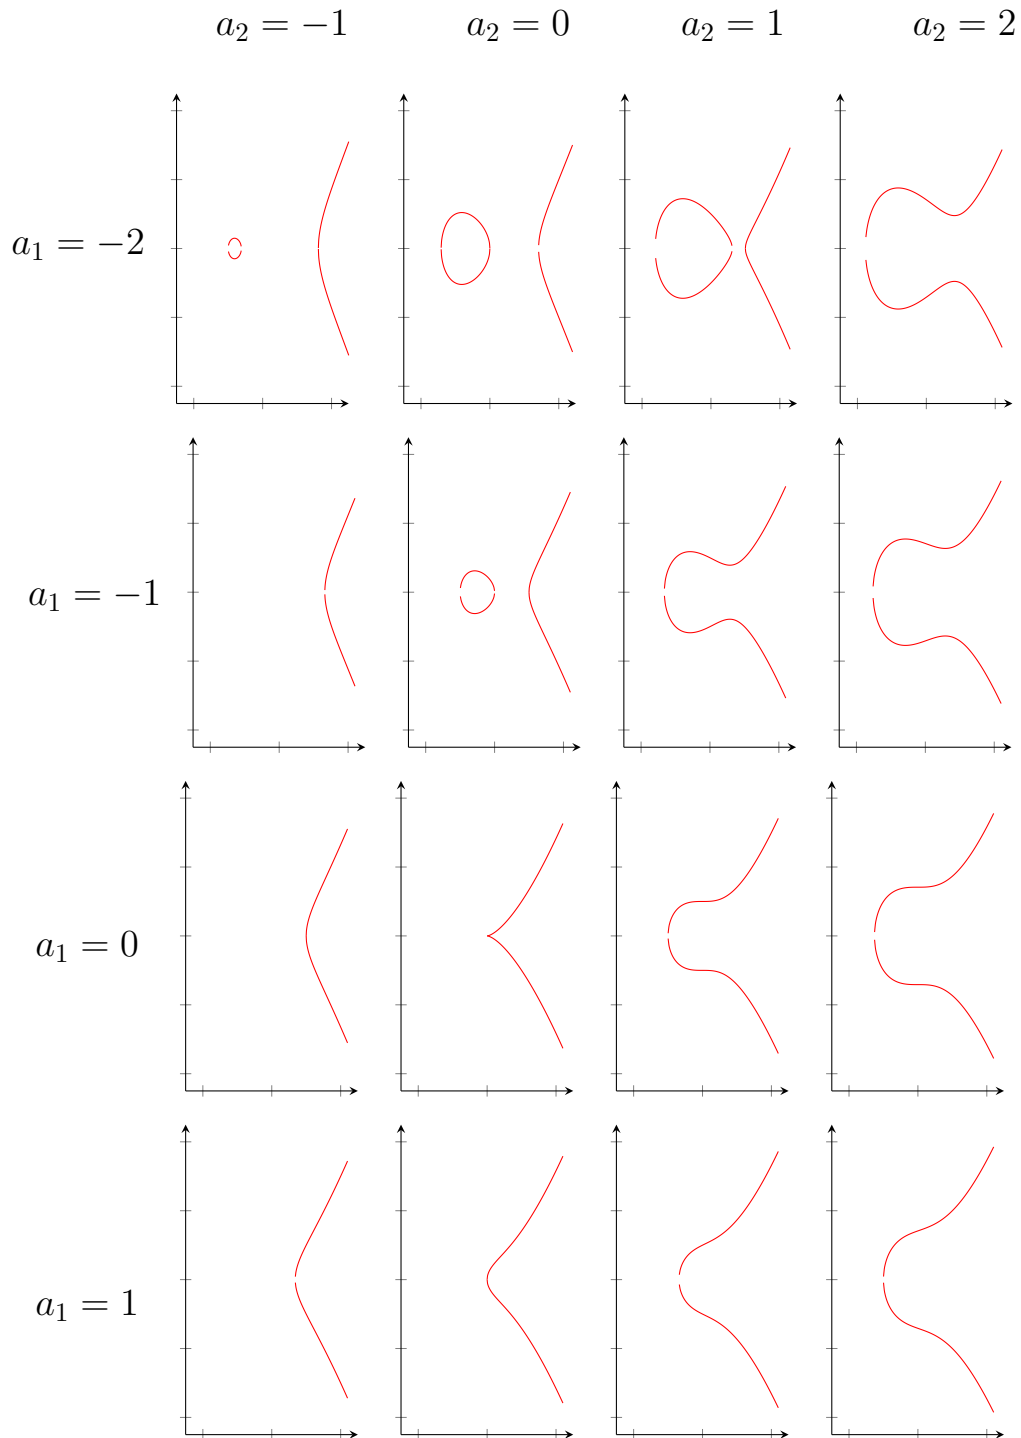 a₂ = −1 a₂ = 0 a₂ = 1 a₂ = 2
a₁ = −2
a₁ = −1
a₁ = 0
a₁ = 1